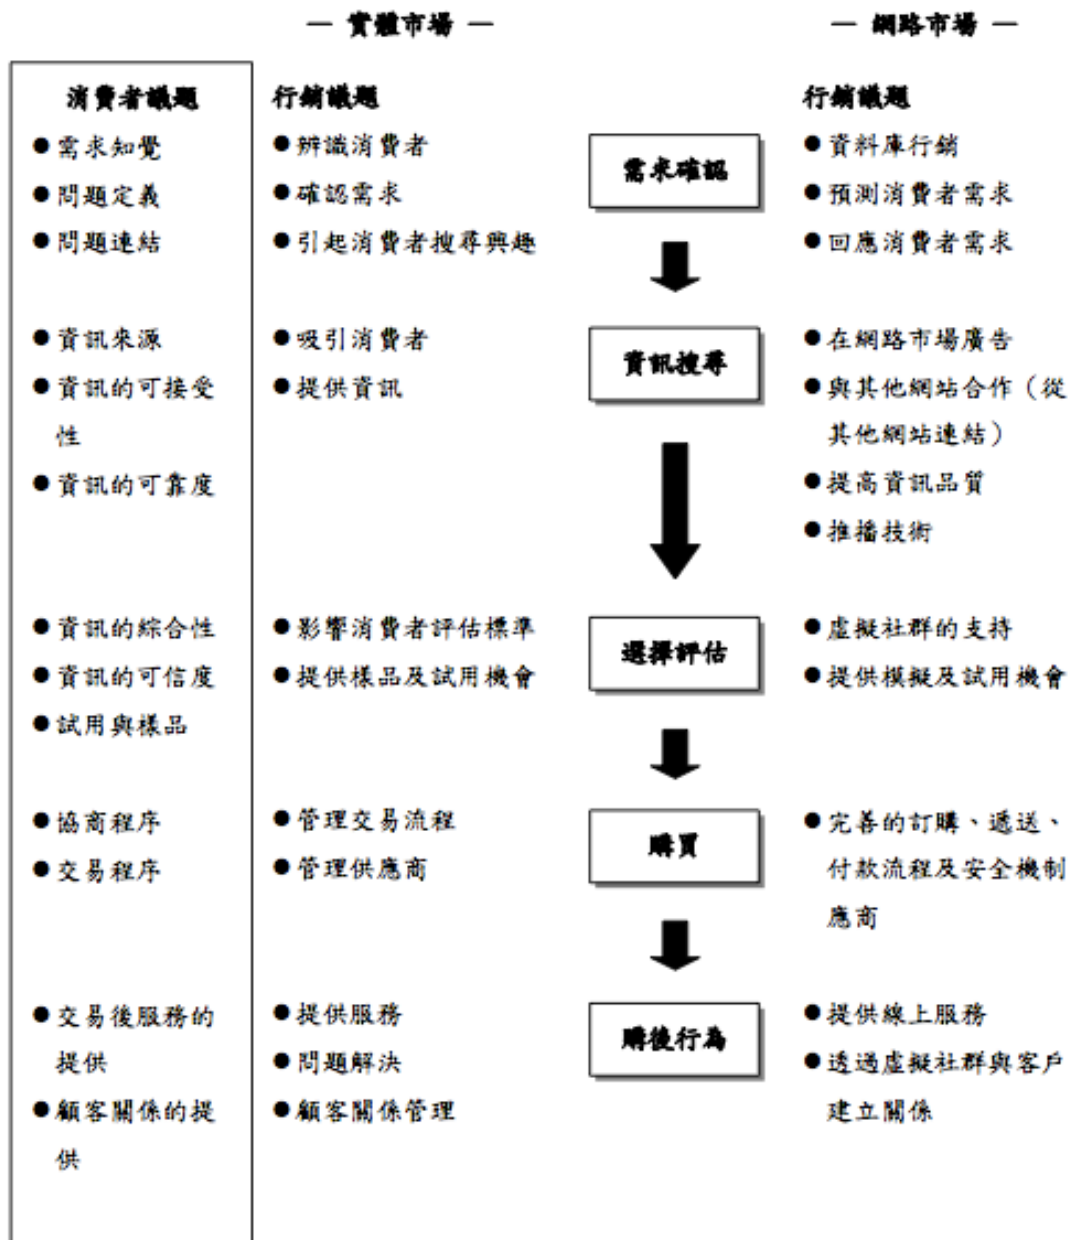 — 實體市場 —
— 網路市場 —
消費者議題
行銷議題
行銷議題
●需求知覺
●問題定義
●問題連結
●辨識消費者
●確認需求
●引起消費者搜尋興趣
需求確認
●資料庫行銷
●預測消費者需求
●回應消費者需求
●資訊來源
●資訊的可接受
性
●資訊的可靠度
●吸引消費者
●提供資訊
資訊搜尋
●在網路市場廣告
●與其他網站合作（從
其他網站連結）
●提高資訊品質
●推播技術
●資訊的綜合性
●資訊的可信度
●試用與樣品
●影響消費者評估標準
●提供樣品及試用機會
選擇評估
●虛擬社群的支持
●提供模擬及試用機會
●協商程序
●交易程序
●管理交易流程
●管理供應商
購買
●完善的訂購、遞送、
付款流程及安全機制
應商
●交易後服務的
提供
●顧客關係的提
供
●提供服務
●問題解決
●顧客關係管理
購後行為
●提供線上服務
●透過虛擬社群與客戶
建立關係